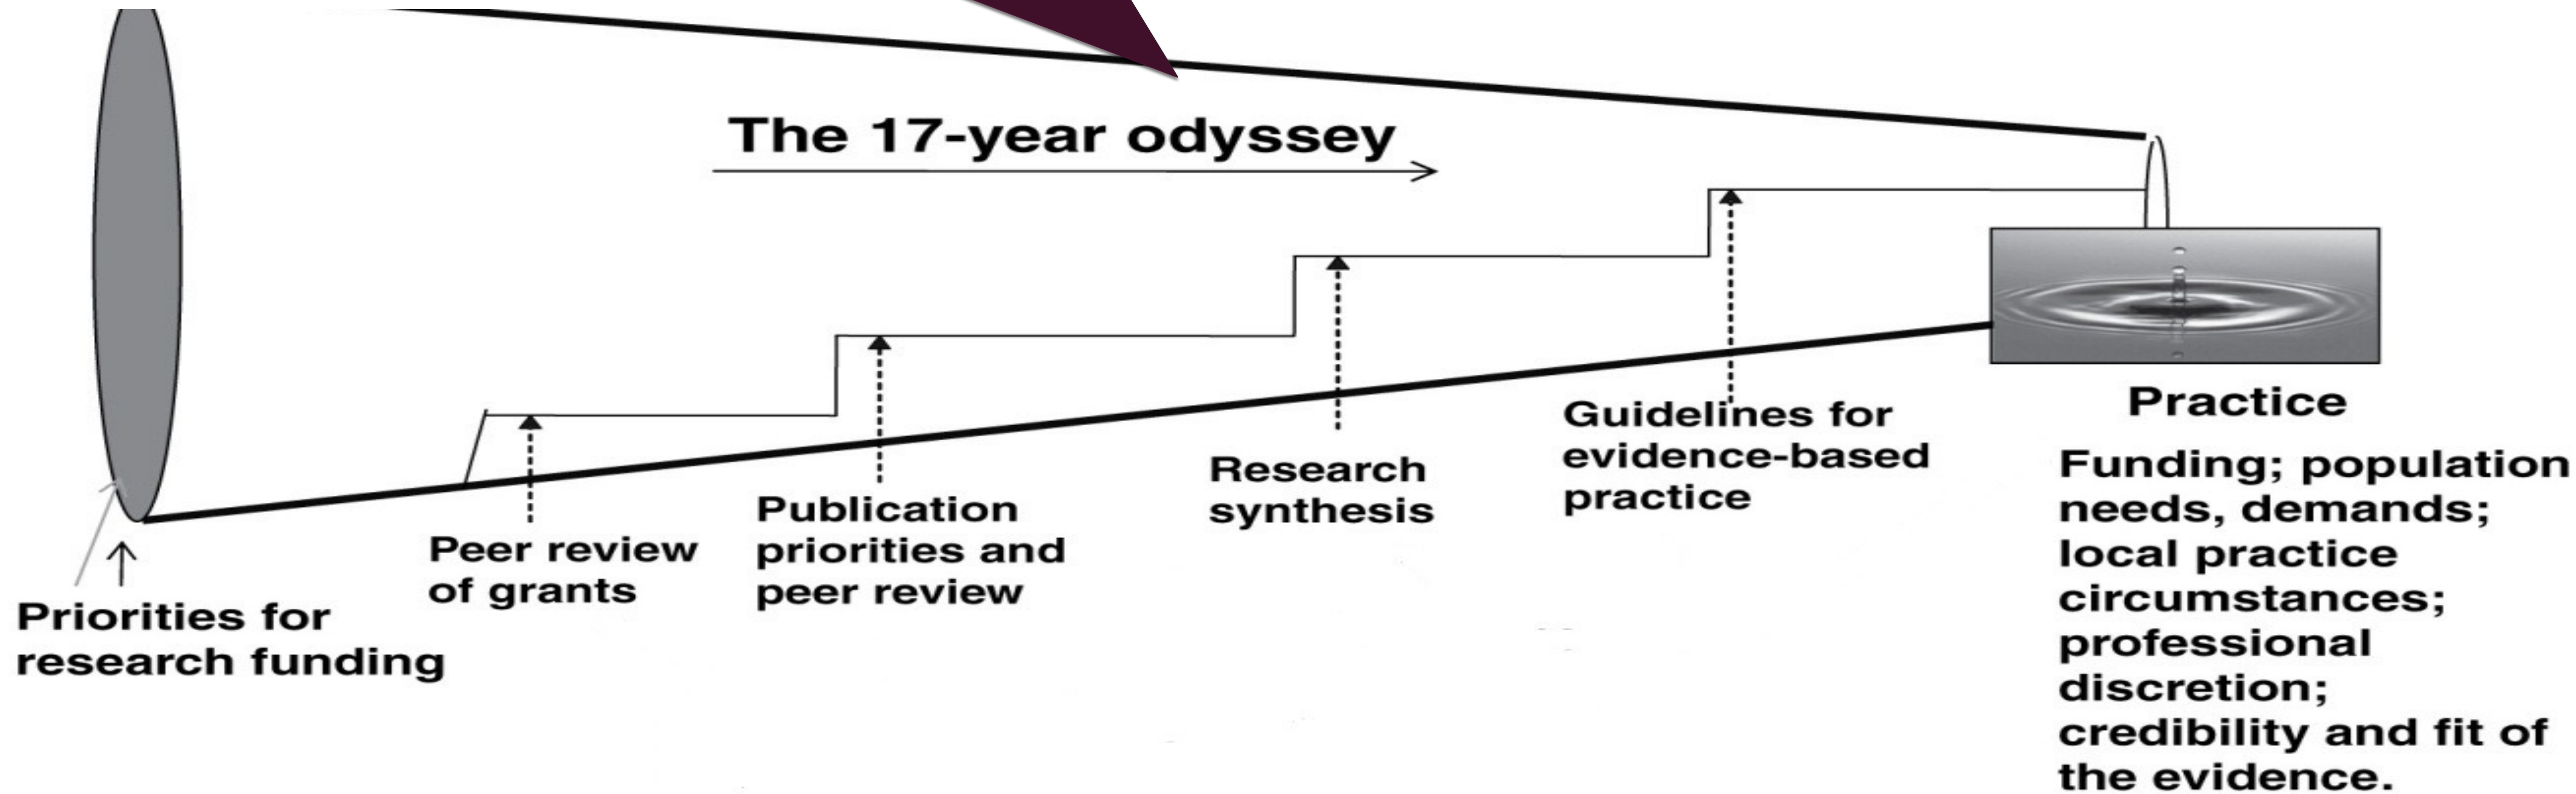 The 17-year odyssey
Priorities for
research funding
Peer review
of grants
Publication
priorities and
peer review
Research
synthesis
Guidelines for
evidence-based
practice
Practice
Funding; population
needs, demands;
local practice
circumstances;
professional
discretion;
credibility and fit of
the evidence.